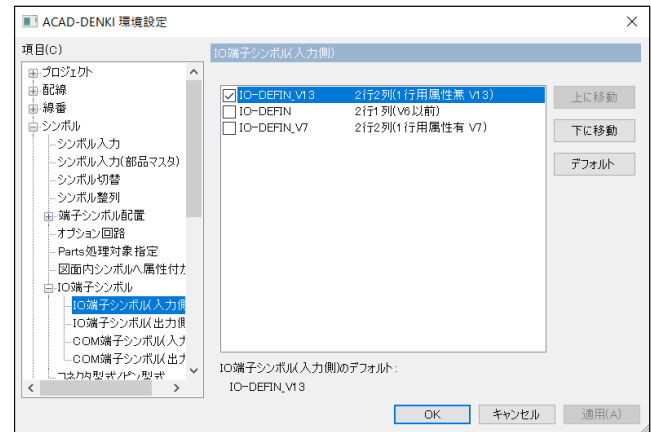 ACAD-DENKI 環境設定
項目(C)
プロジェクト
配線
線番
シンボル
シンボル入力
シンボル入力(部品マスタ)
シンボル切替
シンボル整列
端子シンボル配置
オプション回路
Parts処理対象指定
図面内シンボルへ属性付加
IO端子シンボル
IO端子シンボル(入力側
IO端子シンボル(出力側
COM端子シンボル(入力
COM端子シンボル(出力
コネクタ型式/ピン型式
IO端子シンボル(入力側)
IO-DEFIN_V13 2行2列(1行用属性無 V13)
IO-DEFIN 2行1列(V6以前)
IO-DEFIN_V7 2行2列(1行用属性有 V7)
上に移動
下に移動
デフォルト
IO端子シンボル(入力側)のデフォルト:
IO-DEFIN_V13
OK キャンセル 適用(A)